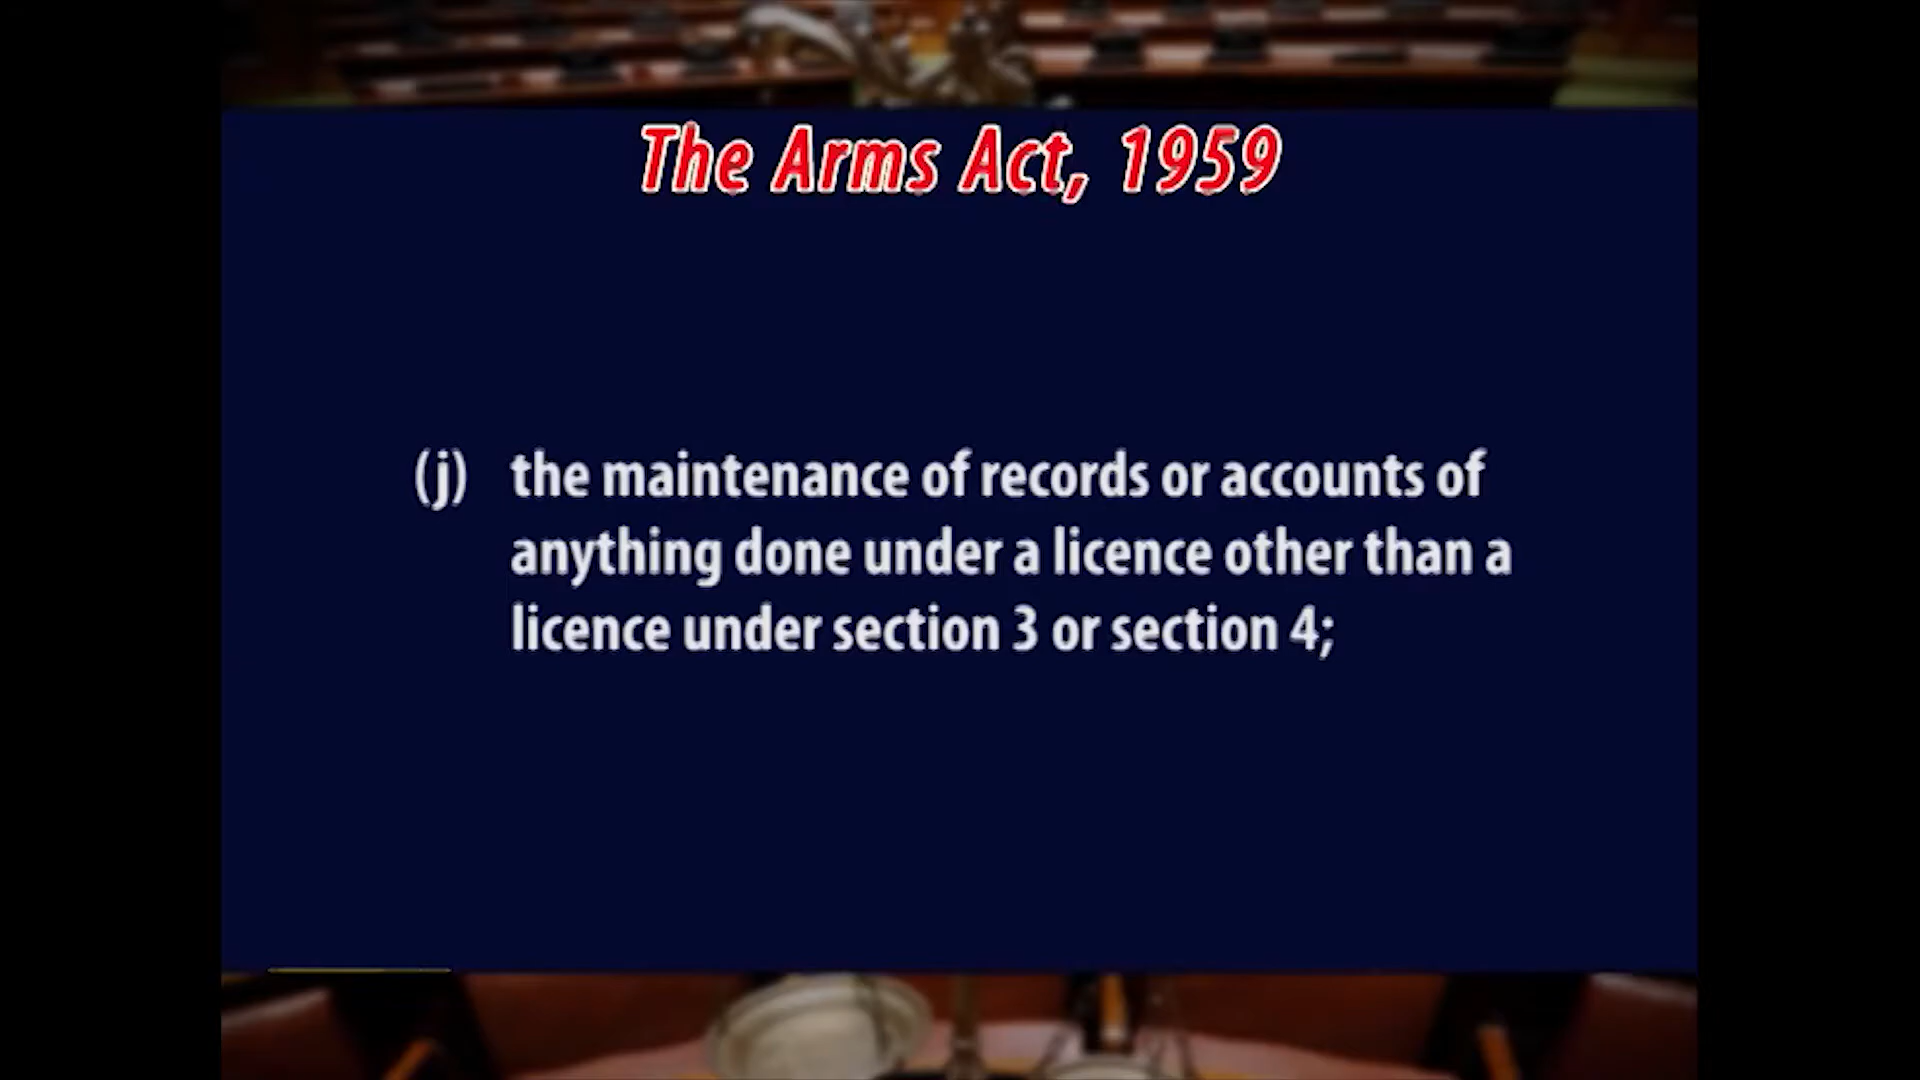 The Arms Act, 1959
(j) the maintenance of records or accounts of
anything done under a licence other than a
licence under section 3 or section 4;